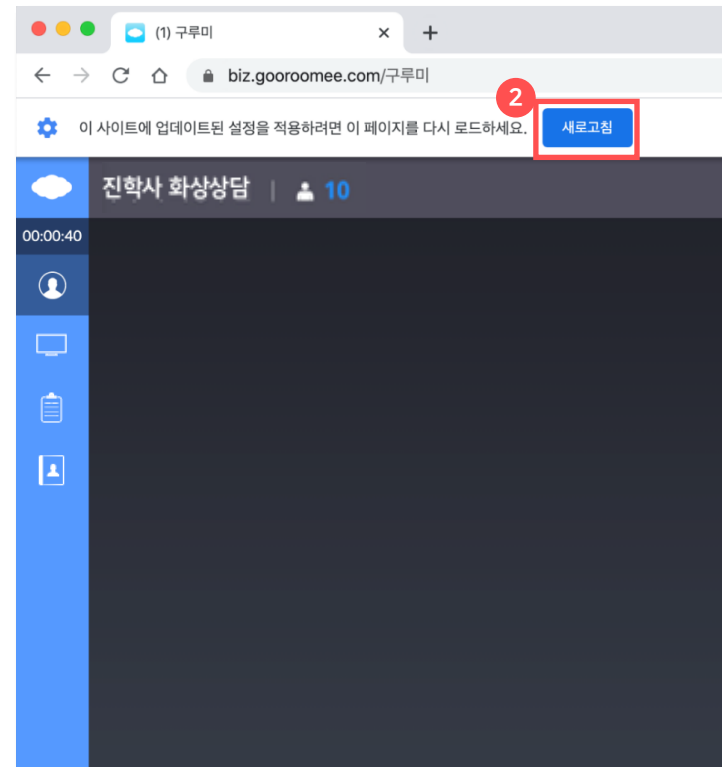 (1) 구루미
biz.gooroomee.com/구루미
2
이 사이트에 업데이트된 설정을 적용하려면 이 페이지를 다시 로드하세요. 새로고침
진학사 화상상담 | 10
00:00:40